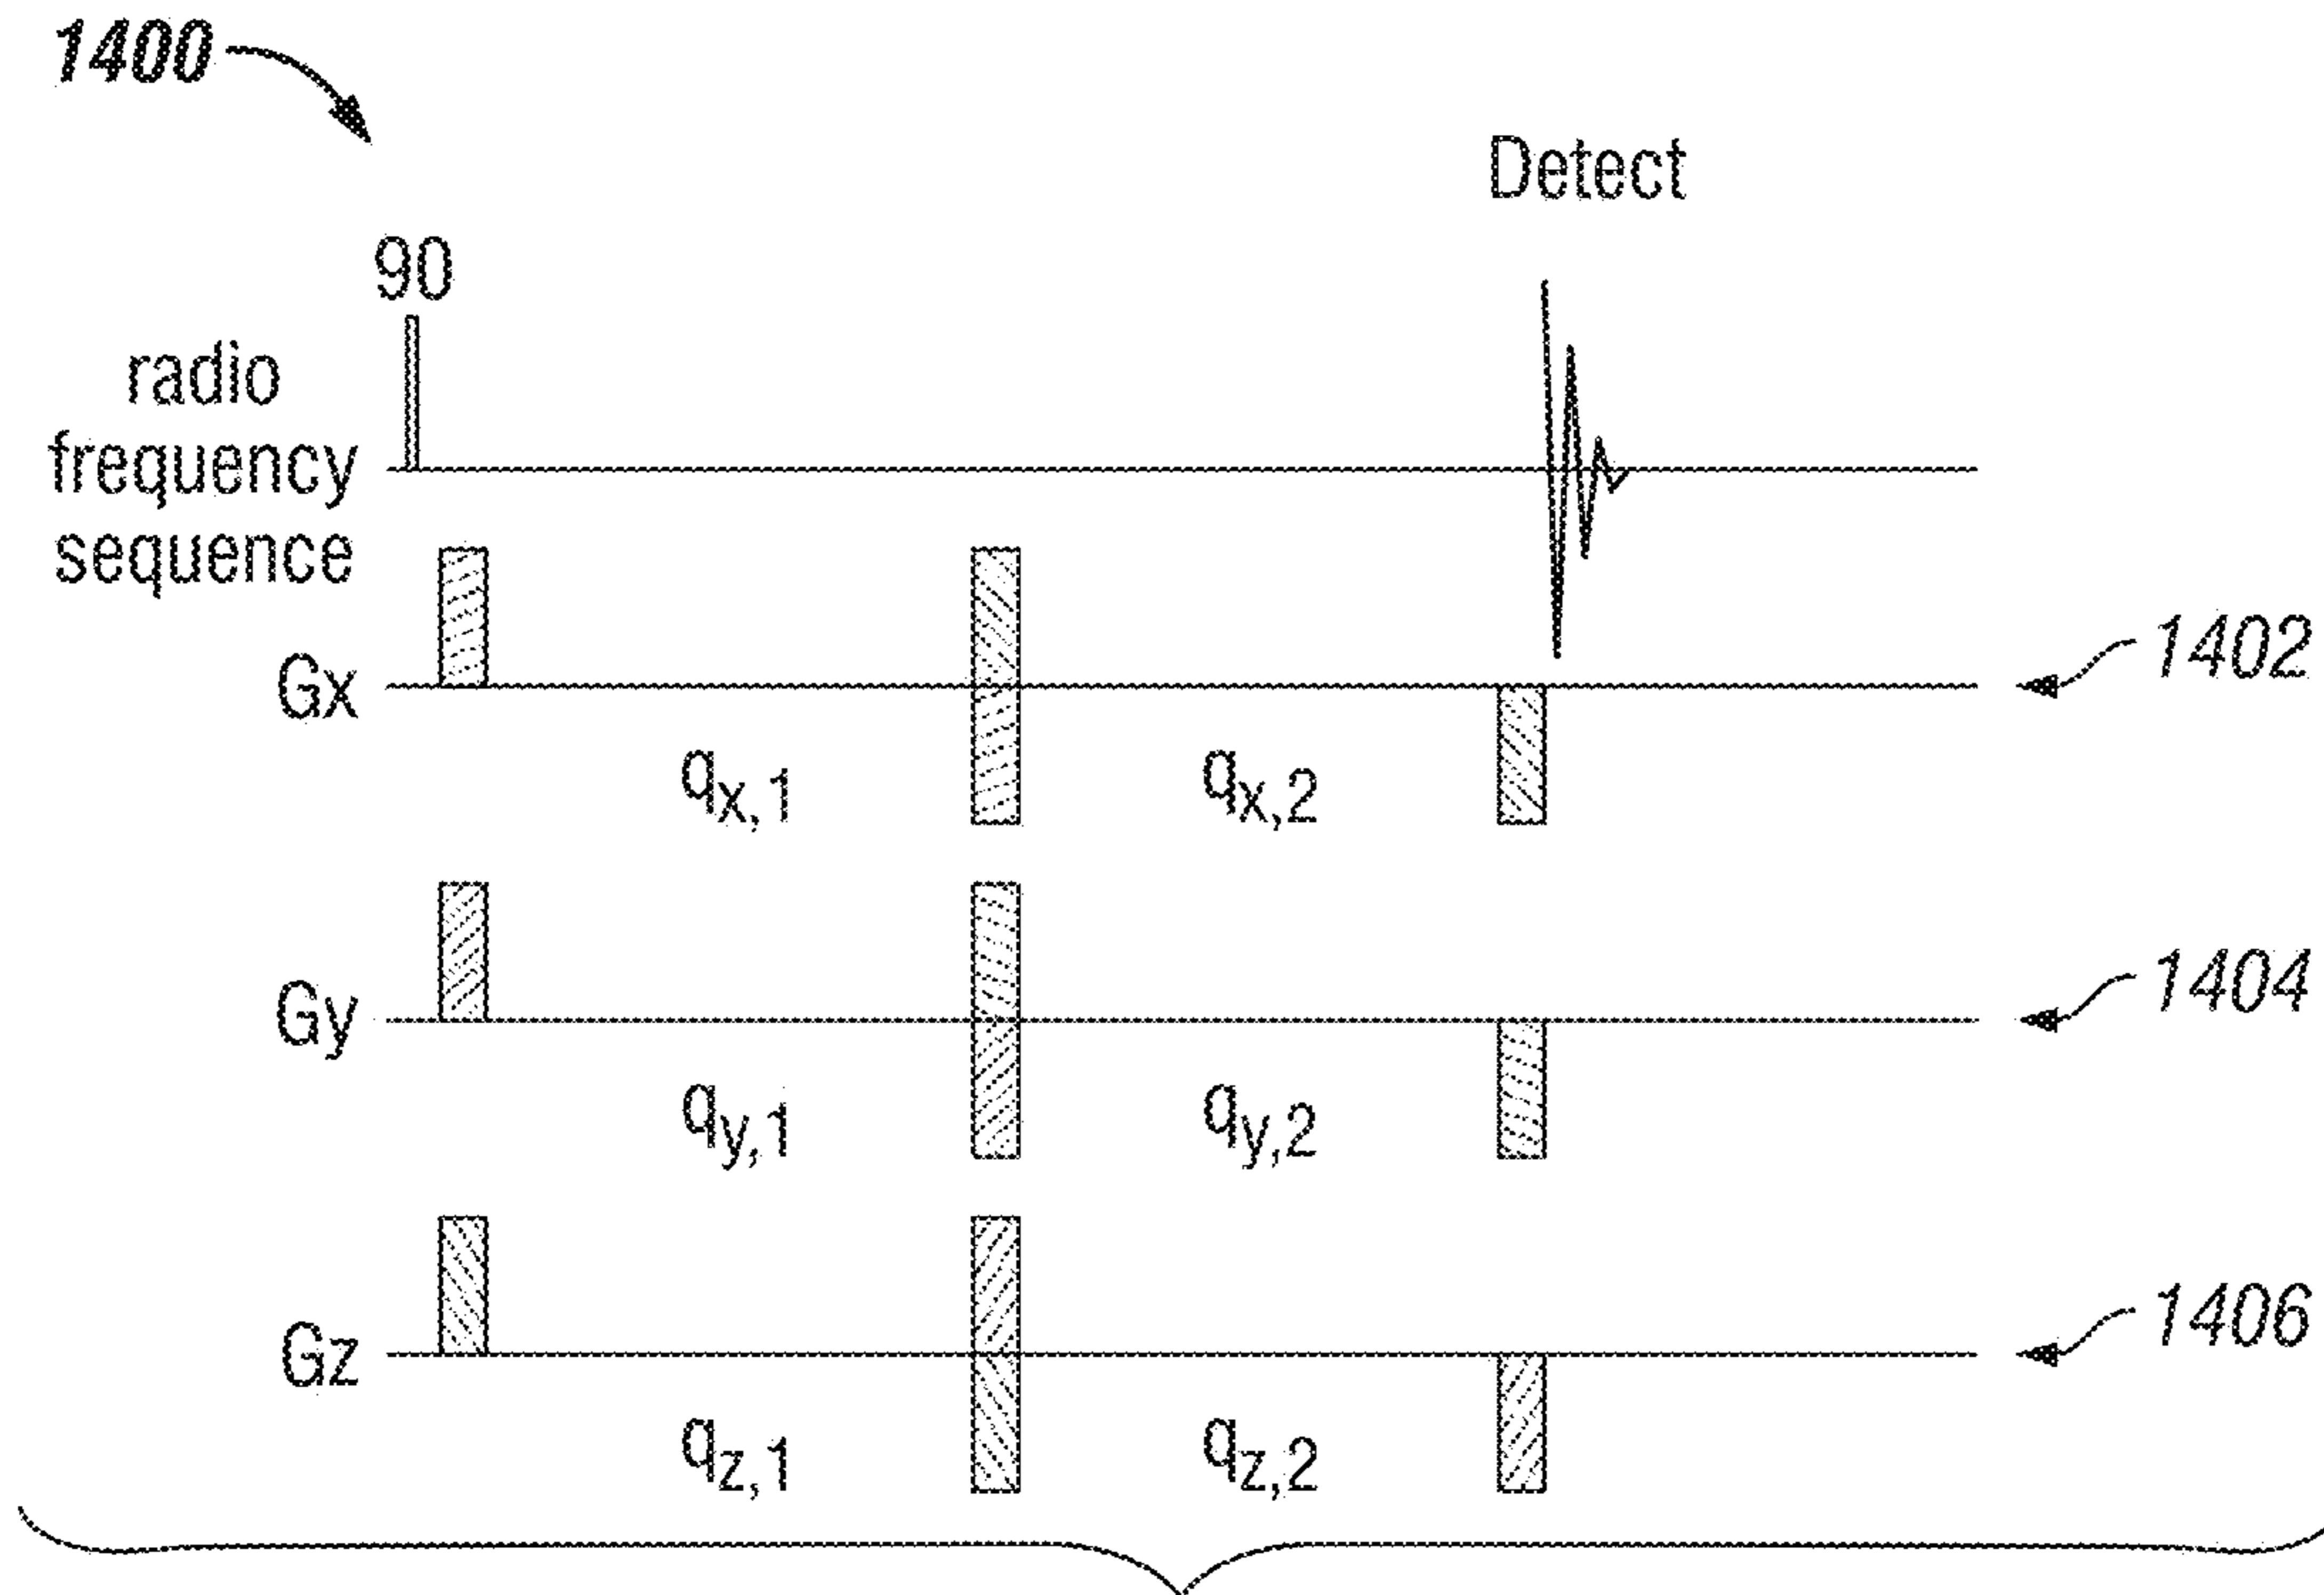 1400
Detect
90
radio
frequency
sequence
Gx
1402
qx,1
qx,2
Gy
1404
qy,1
qy,2
Gz
1406
qz,1
qz,2